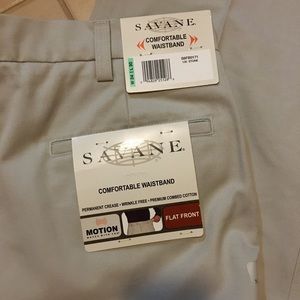 SAVANE
COMFORTABLE
WAISTBAND
SAVANE®
COMFORTABLE WAISTBAND
PERMANENT CREASE • WRINKLE FREE • PREMIUM COMBED COTTON
MOTION
FLAT FRONT